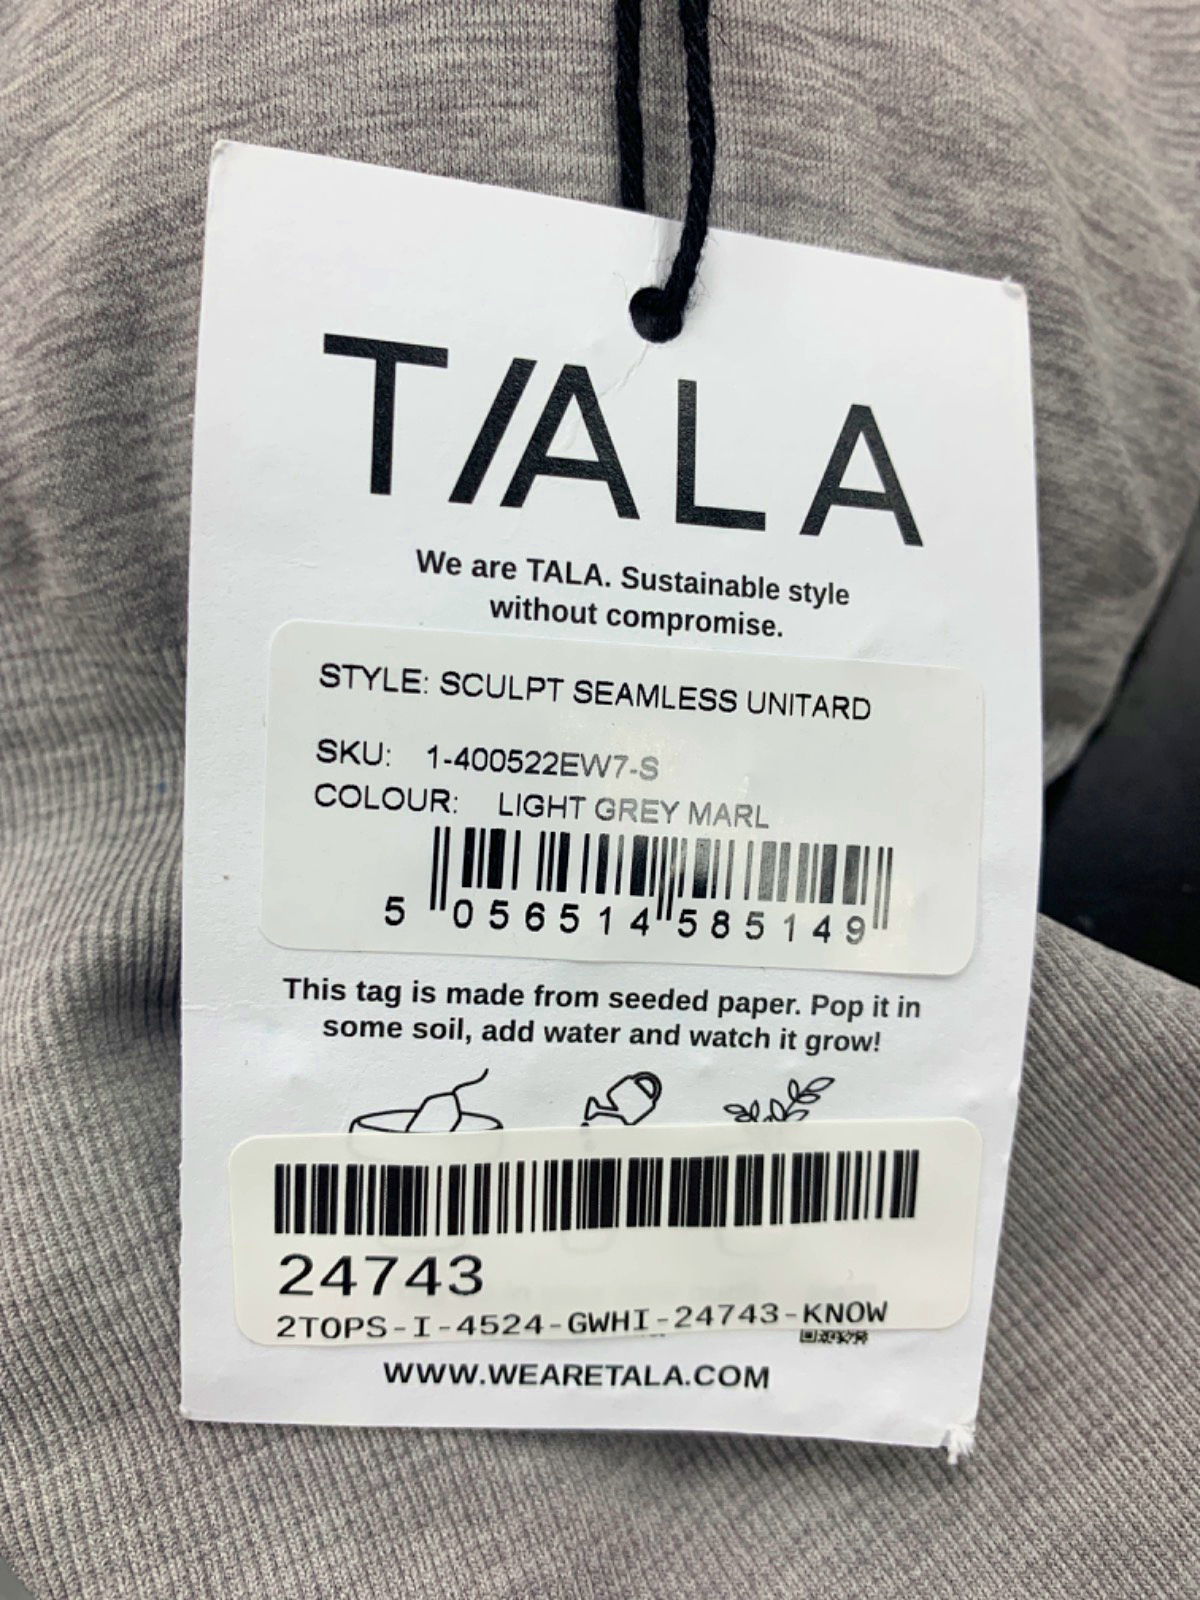 TALA
We are TALA. Sustainable style
without compromise.
STYLE: SCULPT SEAMLESS UNITARD
SKU: 1-400522EW7-S
COLOUR: LIGHT GREY MARL
5 056514 585149
This tag is made from seeded paper. Pop it in
some soil, add water and watch it grow!
24743
2TOPS-I-4524-GWHI-24743-KNOW
WWW.WEARETALA.COM